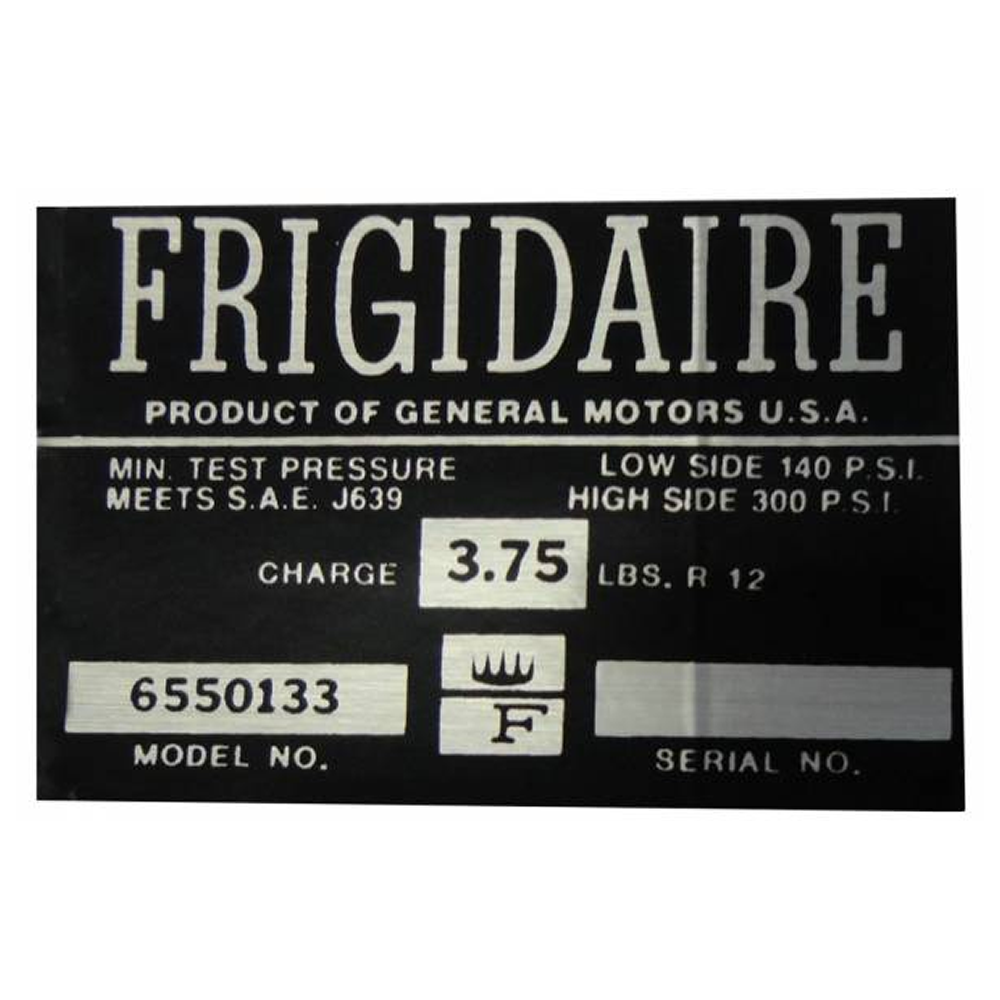 FRIGIDAIRE
PRODUCT OF GENERAL MOTORS U.S.A.
MIN. TEST PRESSURE LOW SIDE 140 P.S.I.
MEETS S.A.E. J639 HIGH SIDE 300 P.S.I.
CHARGE 3.75 LBS. R 12
F
6550133
MODEL NO. SERIAL NO.